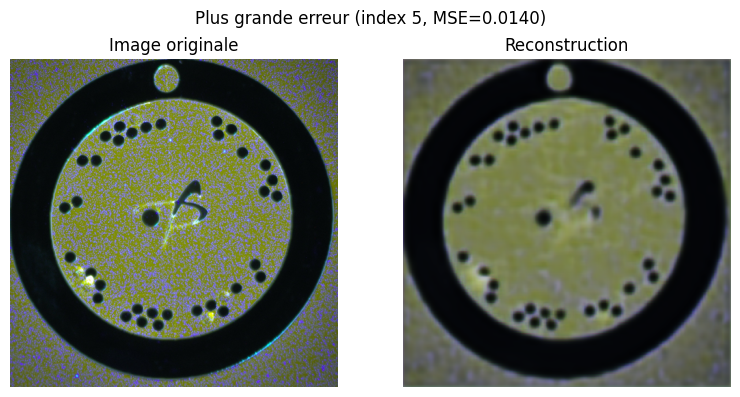 Plus grande erreur (index 5, MSE=0.0140)
Image originale
Reconstruction